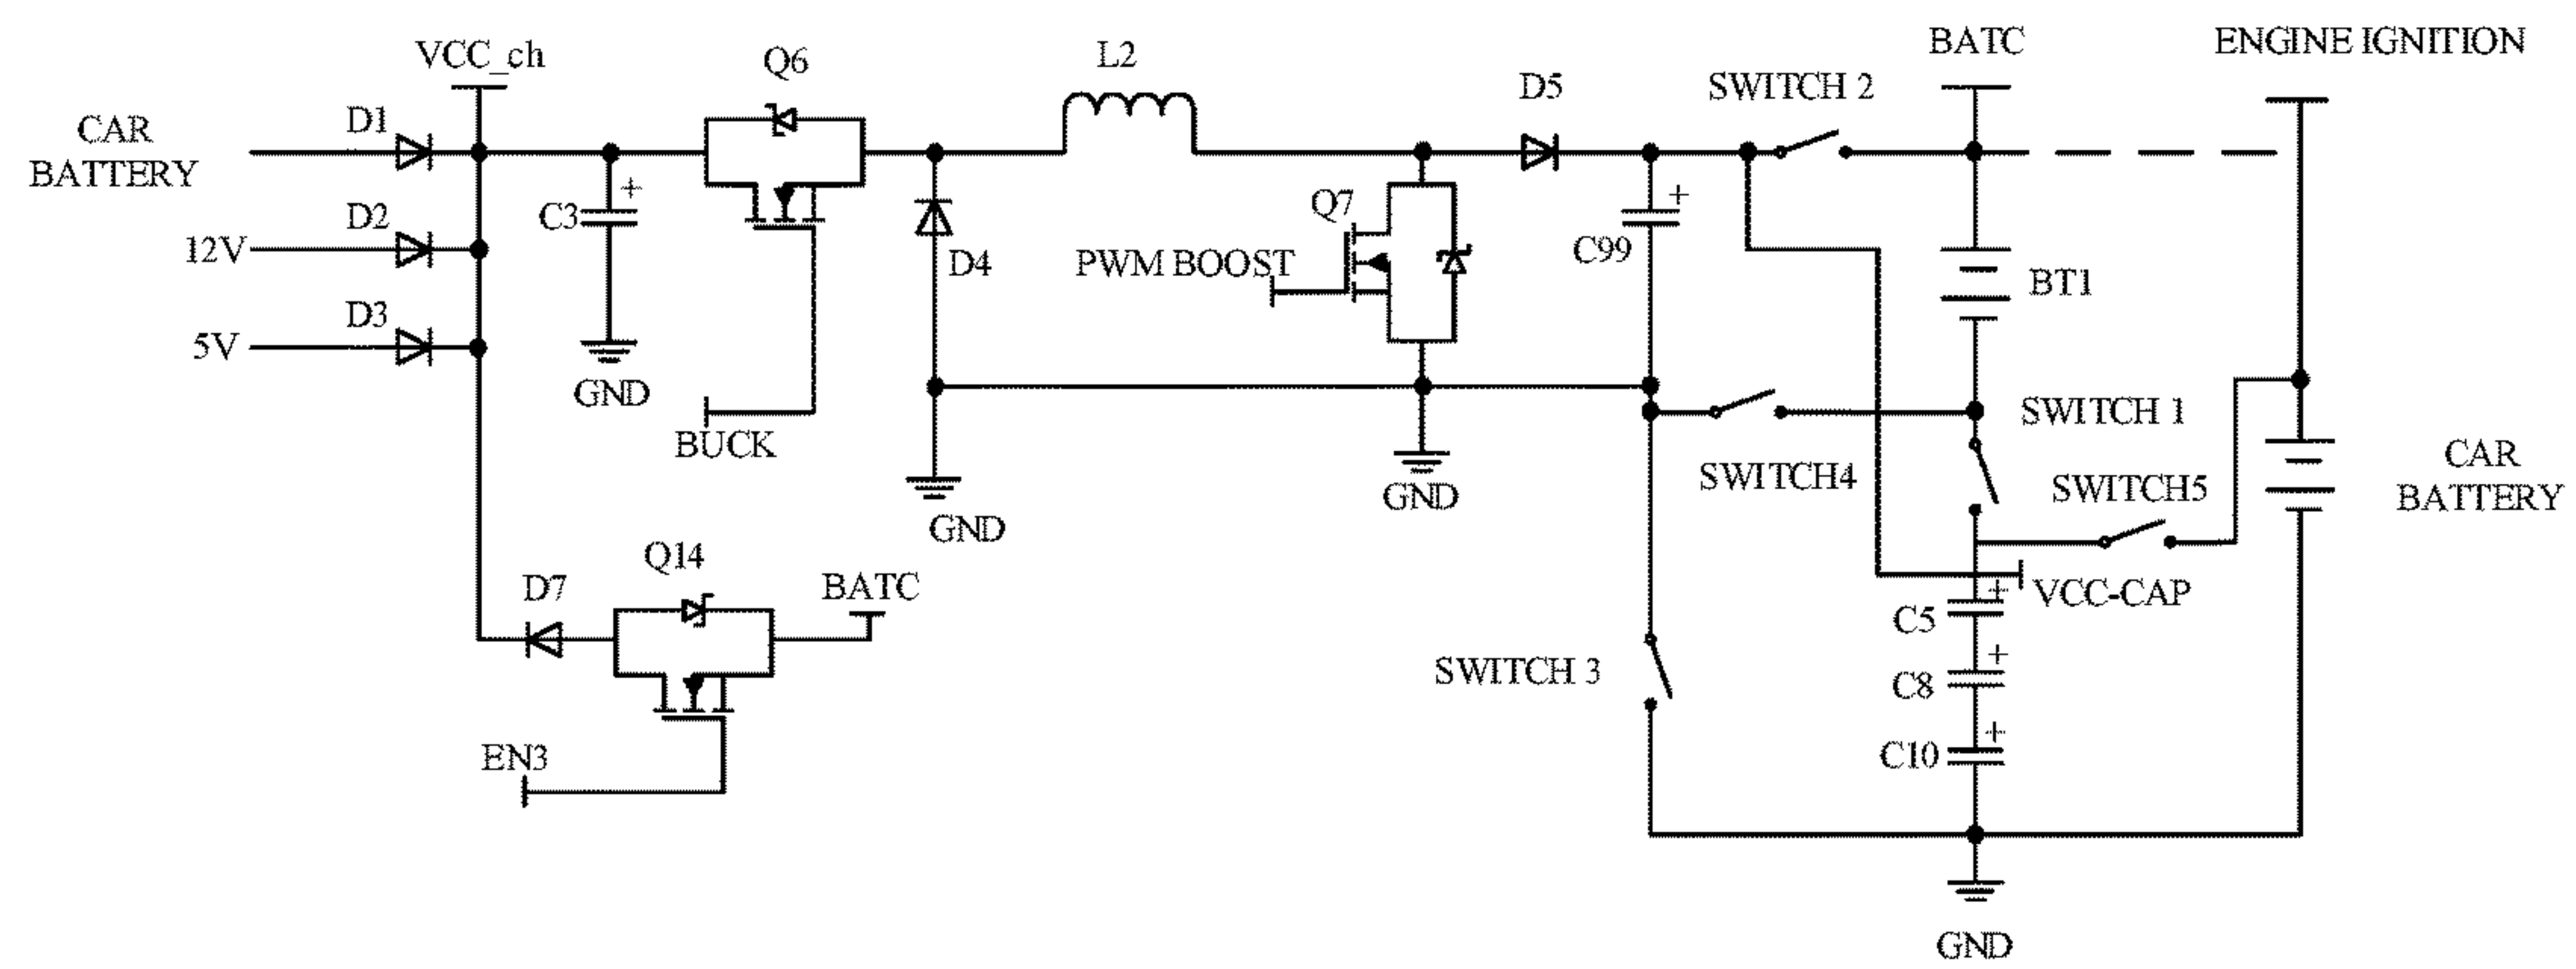 VCC_ch
Q6
L2
BATC
ENGINE IGNITION
D5
SWITCH 2
CAR
BATTERY
D1
+
C3
D2
12V
D3
5V
GND
BUCK
D4
GND
Q7
PWM BOOST
GND
+
C99
BT1
SWITCH 1
SWITCH4
SWITCH5
CAR
BATTERY
Q14
D7
BATC
EN3
SWITCH 3
+
VCC-CAP
C5
+
C8
+
C10
GND